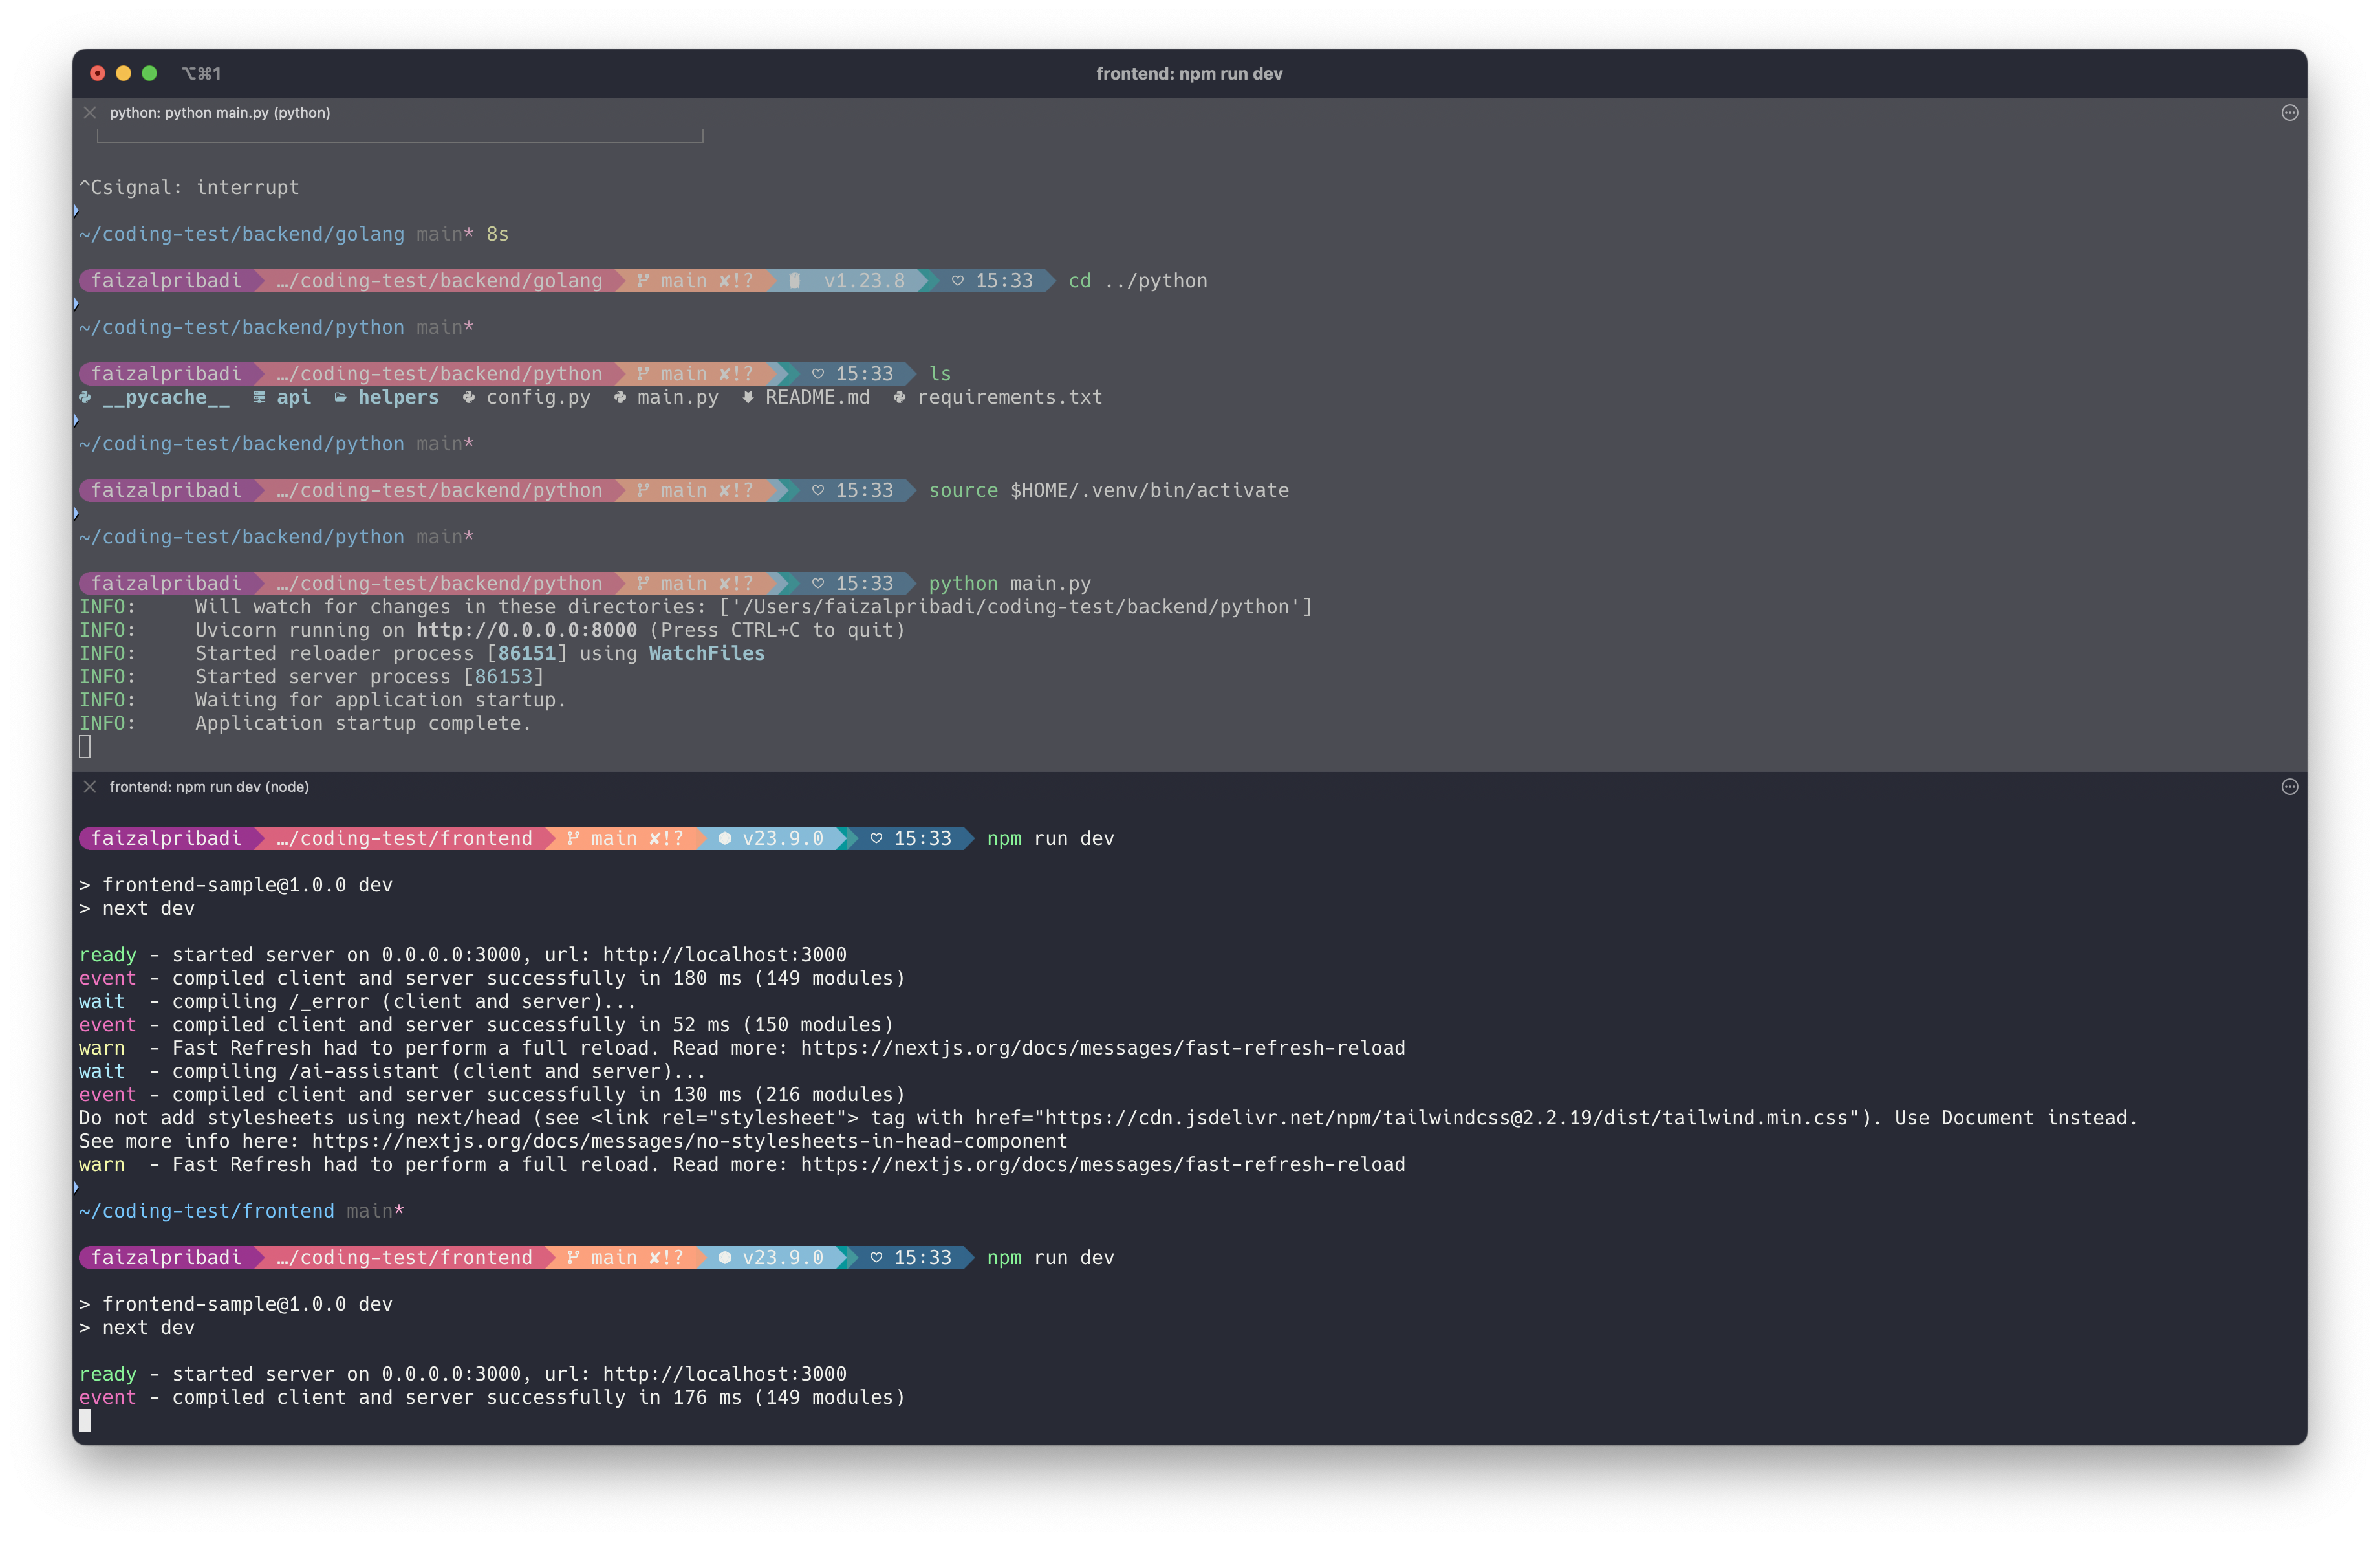 ⌥⌘1
frontend: npm run dev
python: python main.py (python)
^Csignal: interrupt
~/coding-test/backend/golang main* 8s
faizalpribadi …/coding-test/backend/golang main ✘!? v1.23.8 ♡ 15:33 cd ../python
~/coding-test/backend/python main*
faizalpribadi …/coding-test/backend/python main ✘!? ♡ 15:33 ls
__pycache__ api helpers config.py main.py README.md requirements.txt
~/coding-test/backend/python main*
faizalpribadi …/coding-test/backend/python main ✘!? ♡ 15:33 source $HOME/.venv/bin/activate
~/coding-test/backend/python main*
faizalpribadi …/coding-test/backend/python main ✘!? ♡ 15:33 python main.py
INFO: Will watch for changes in these directories: ['/Users/faizalpribadi/coding-test/backend/python']
INFO: Uvicorn running on http://0.0.0.0:8000 (Press CTRL+C to quit)
INFO: Started reloader process [86151] using WatchFiles
INFO: Started server process [86153]
INFO: Waiting for application startup.
INFO: Application startup complete.
frontend: npm run dev (node)
faizalpribadi …/coding-test/frontend main ✘!? v23.9.0 ♡ 15:33 npm run dev
> frontend-sample@1.0.0 dev
> next dev
ready - started server on 0.0.0.0:3000, url: http://localhost:3000
event - compiled client and server successfully in 180 ms (149 modules)
wait - compiling /_error (client and server)...
event - compiled client and server successfully in 52 ms (150 modules)
warn - Fast Refresh had to perform a full reload. Read more: https://nextjs.org/docs/messages/fast-refresh-reload
wait - compiling /ai-assistant (client and server)...
event - compiled client and server successfully in 130 ms (216 modules)
Do not add stylesheets using next/head (see <link rel="stylesheet"> tag with href="https://cdn.jsdelivr.net/npm/tailwindcss@2.2.19/dist/tailwind.min.css"). Use Document instead.
See more info here: https://nextjs.org/docs/messages/no-stylesheets-in-head-component
warn - Fast Refresh had to perform a full reload. Read more: https://nextjs.org/docs/messages/fast-refresh-reload
~/coding-test/frontend main*
faizalpribadi …/coding-test/frontend main ✘!? v23.9.0 ♡ 15:33 npm run dev
> frontend-sample@1.0.0 dev
> next dev
ready - started server on 0.0.0.0:3000, url: http://localhost:3000
event - compiled client and server successfully in 176 ms (149 modules)